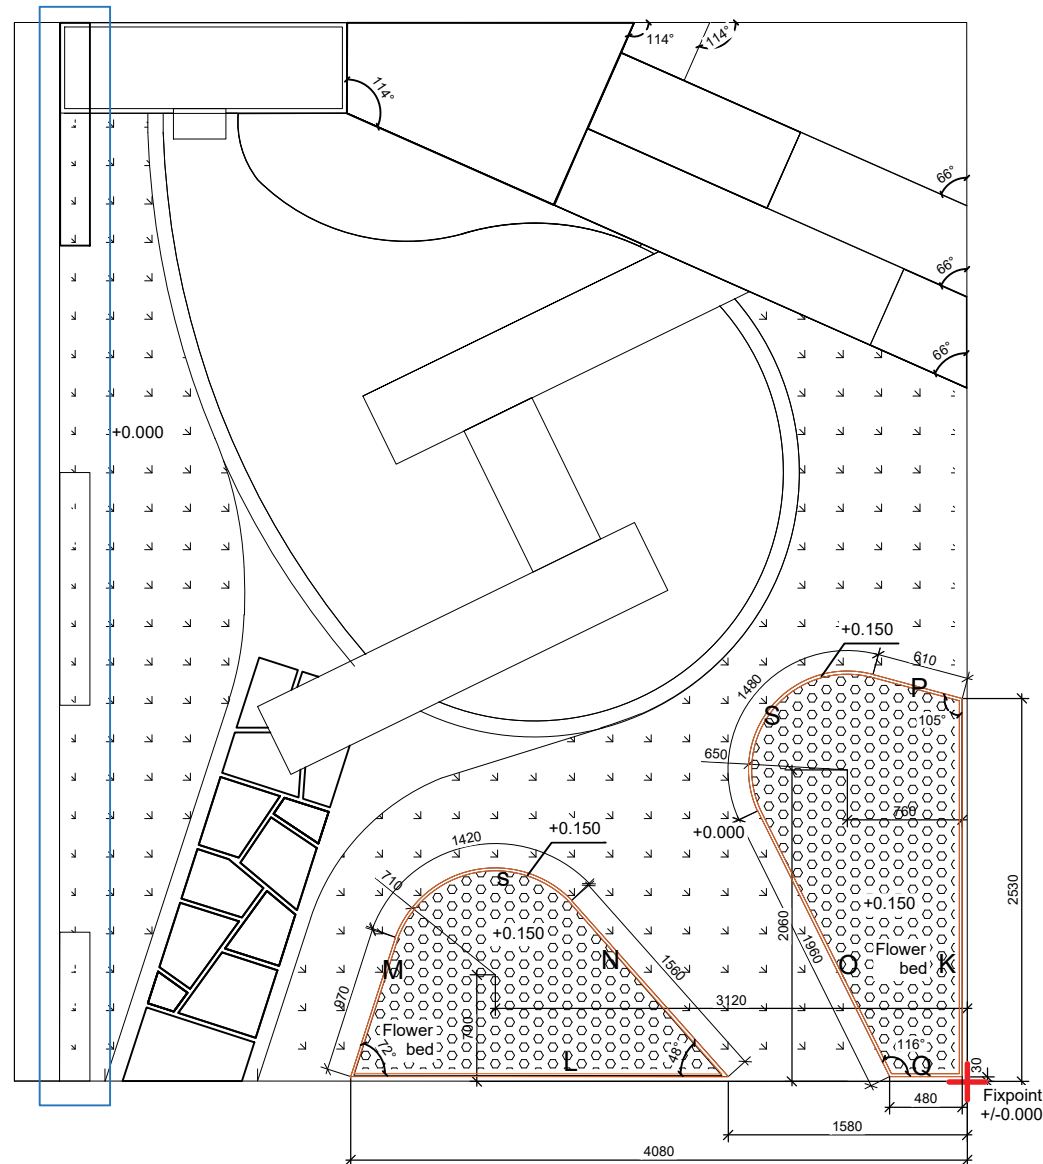 114°
114°
114°
66°
66°
66°
+0.000
+0.150
610
1480
P
S
105°
650
760
+0.000
+0.150
1420
710
s
+0.150
+0.150
2530
2060
1960
O
Flower
bed
K
M
N
1560
970
3120
700
Flower
bed
72°
L
48°
116°
Q
30
480
Fixpoint
+/-0.000
1580
4080